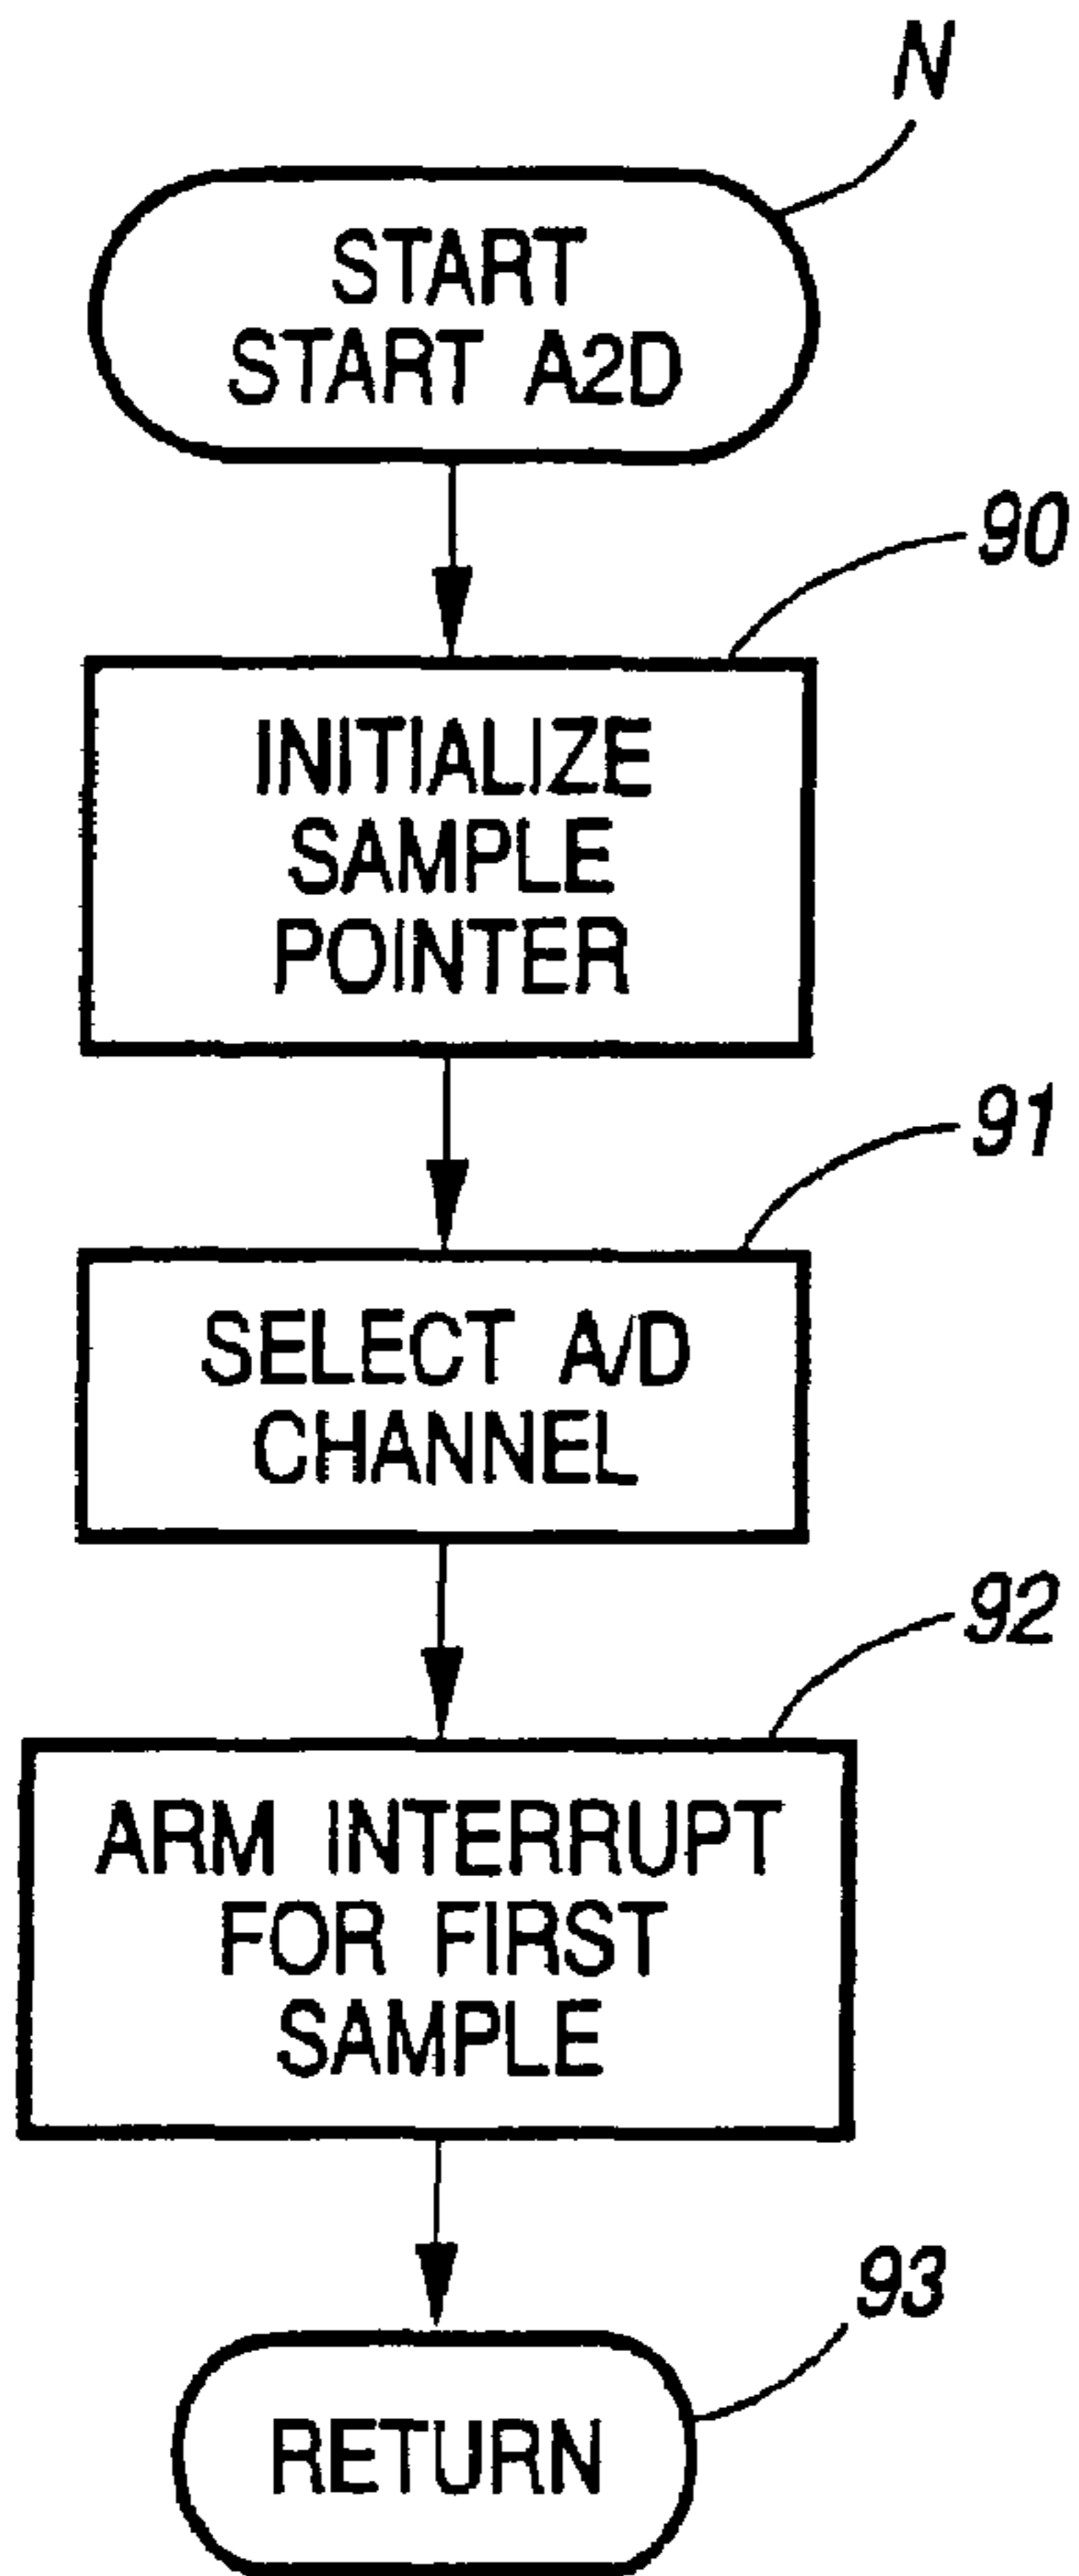 N
START
START A2D
90
INITIALIZE
SAMPLE
POINTER
91
SELECT A/D
CHANNEL
92
ARM INTERRUPT
FOR FIRST
SAMPLE
93
RETURN